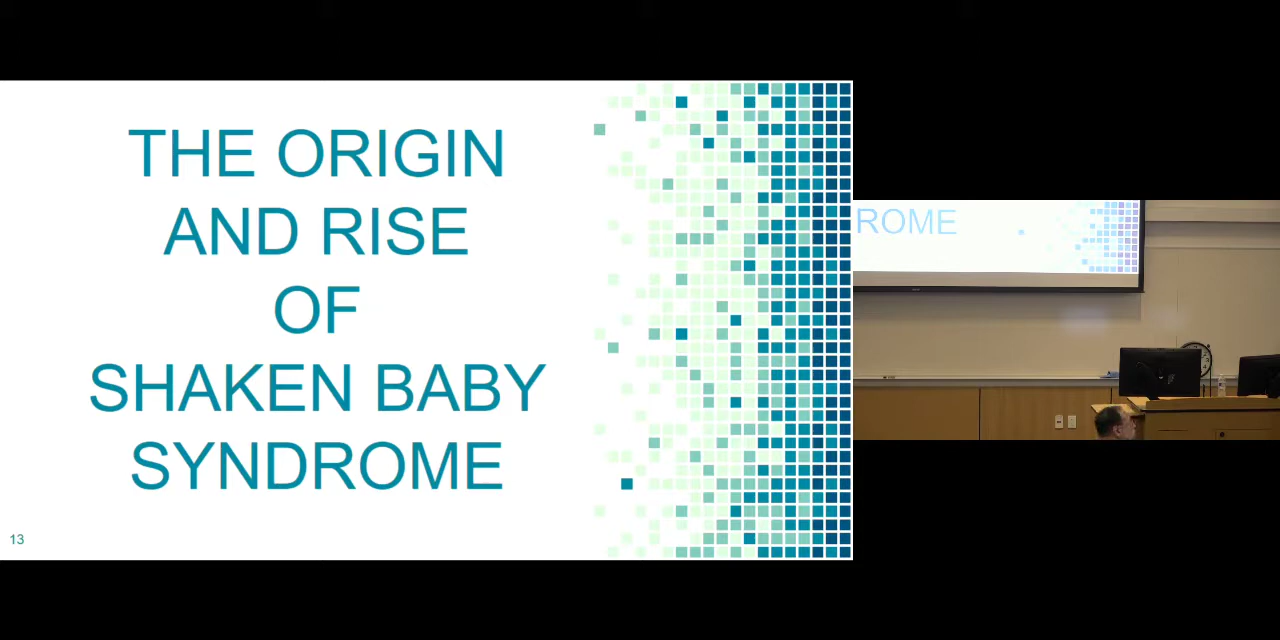 THE ORIGIN
AND RISE
OF
SHAKEN BABY
SYNDROME
13
ROME